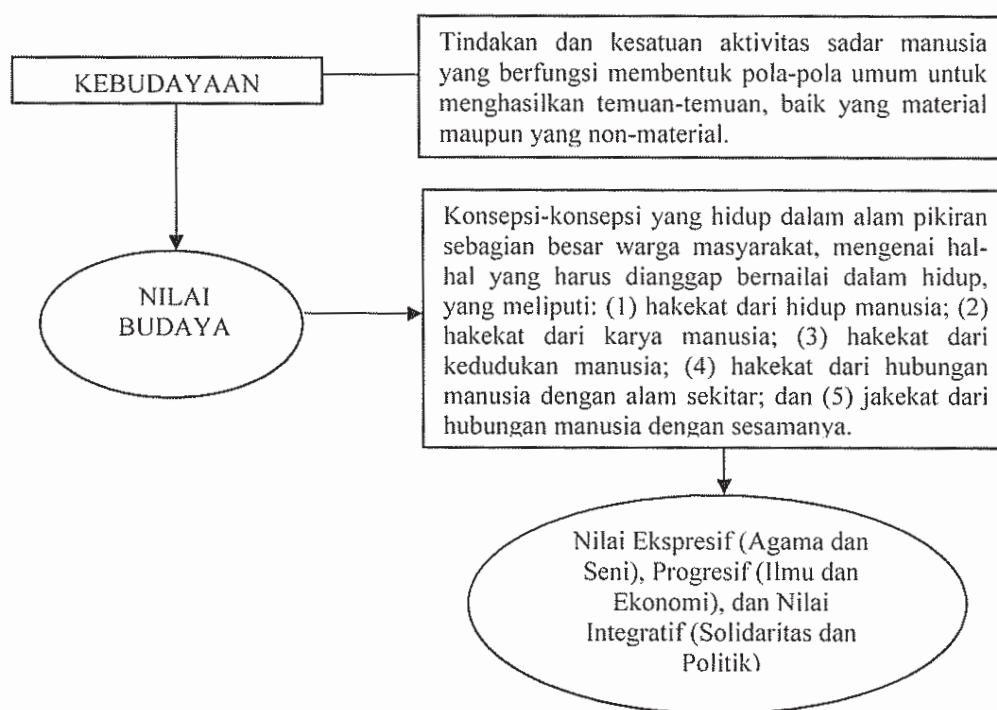 KEBUDAYAAN
Tindakan dan kesatuan aktivitas sadar manusia
yang berfungsi membentuk pola-pola umum untuk
menghasilkan temuan-temuan, baik yang material
maupun yang non-material.
NILAI
BUDAYA
Konsepsi-konsepsi yang hidup dalam alam pikiran
sebagian besar warga masyarakat, mengenai hal-
hal yang harus dianggap bernailai dalam hidup,
yang meliputi: (1) hakekat dari hidup manusia; (2)
hakekat dari karya manusia; (3) hakekat dari
kedudukan manusia; (4) hakekat dari hubungan
manusia dengan alam sekitar; dan (5) jakekat dari
hubungan manusia dengan sesamanya.
Nilai Ekspresif (Agama dan
Seni), Progresif (Ilmu dan
Ekonomi), dan Nilai
Integratif (Solidaritas dan
Politik)